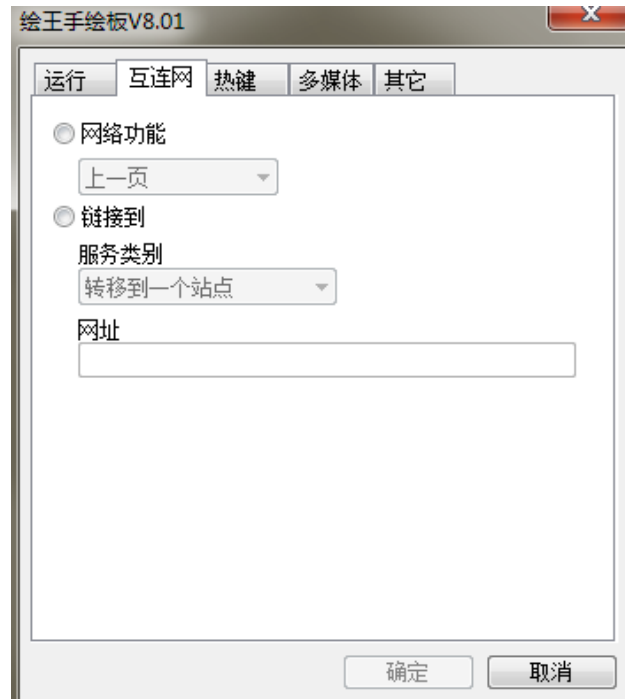 绘王手绘板V8.01
运行 互连网 热键 多媒体 其它
网络功能
上一页
链接到
服务类别
转移到一个站点
网址
确定 取消